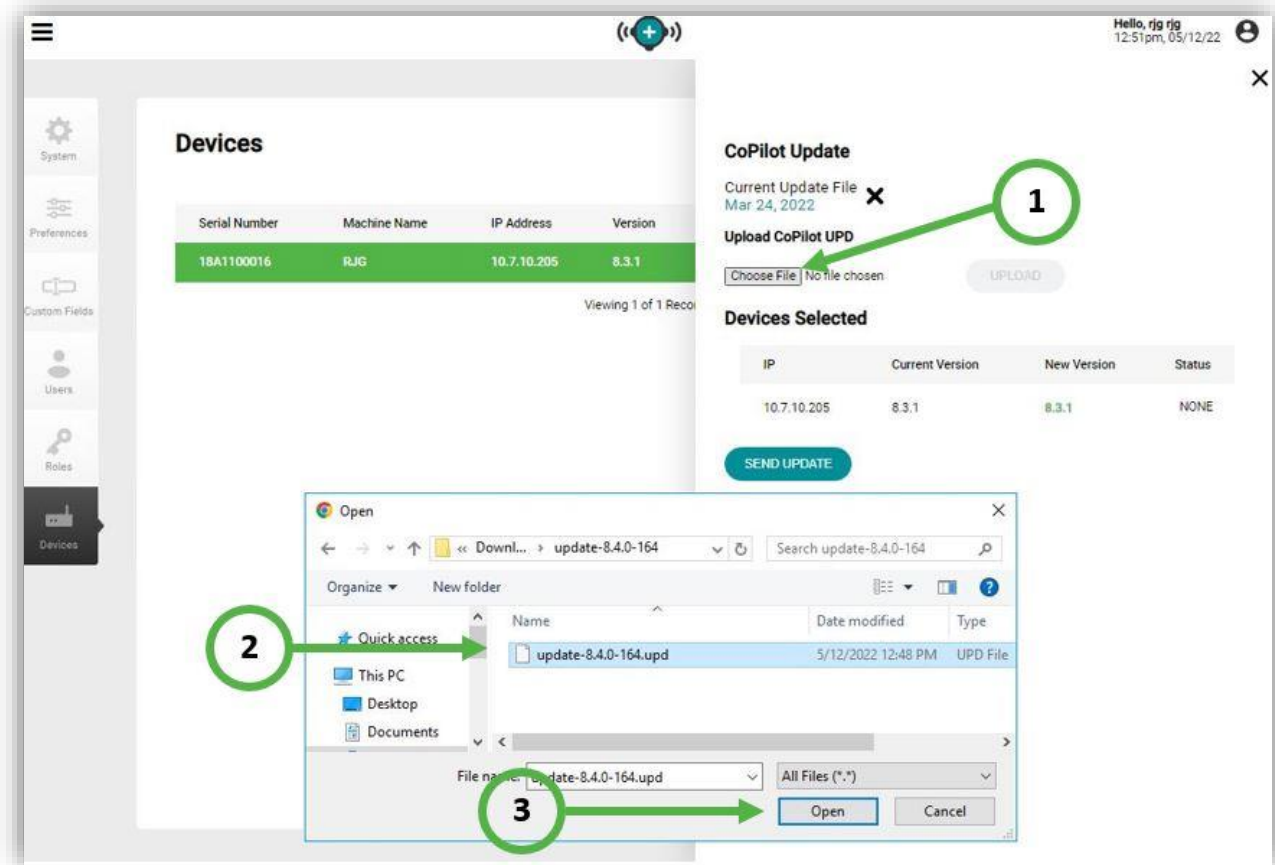 Hello, rjg rjg
12:51pm, 05/12/22
System
Preferences
Custom Fields
Users
Roles
Devices
Devices
Serial Number Machine Name IP Address Version
18A1100016 RJG 10.7.10.205 8.3.1
Viewing 1 of 1 Reco
CoPilot Update
Current Update File
Mar 24, 2022
1
Upload CoPilot UPD
Choose File No file chosen UPLOAD
Devices Selected
IP Current Version New Version Status
10.7.10.205 8.3.1 8.3.1 NONE
SEND UPDATE
Open
« Downl... › update-8.4.0-164 Search update-8.4.0-164
Organize New folder
Name Date modified Type
2
Quick access
update-8.4.0-164.upd 5/12/2022 12:48 PM UPD File
This PC
Desktop
Documents
File name: update-8.4.0-164.upd All Files (*.*)
3
Open Cancel